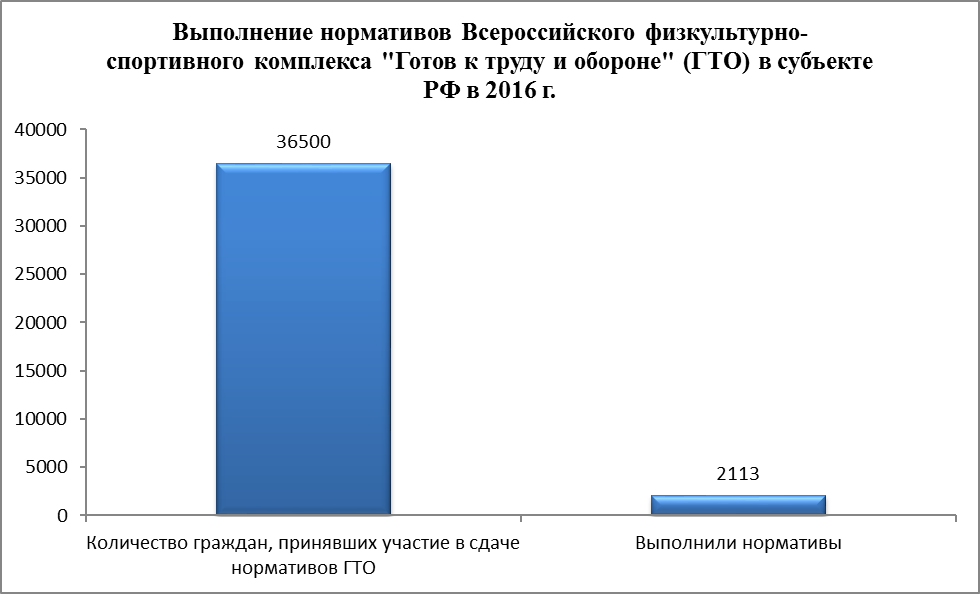 Выполнение нормативов Всероссийского физкультурно-
спортивного комплекса "Готов к труду и обороне" (ГТО) в субъекте
РФ в 2016 г.
40000
35000
30000
25000
20000
15000
10000
5000
0
36500
2113
Количество граждан, принявших участие в сдаче
нормативов ГТО
Выполнили нормативы